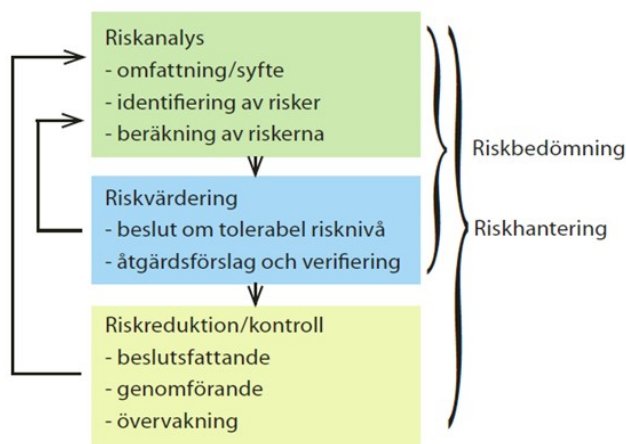 Riskanalys
- omfattning/syfte
- identifiering av risker
- beräkning av riskerna
Riskvärdering
- beslut om tolerabel risknivå
- åtgärdsförslag och verifiering
Riskreduktion/kontroll
- beslutsfattande
- genomförande
- övervakning
Riskbedömning
Riskhantering